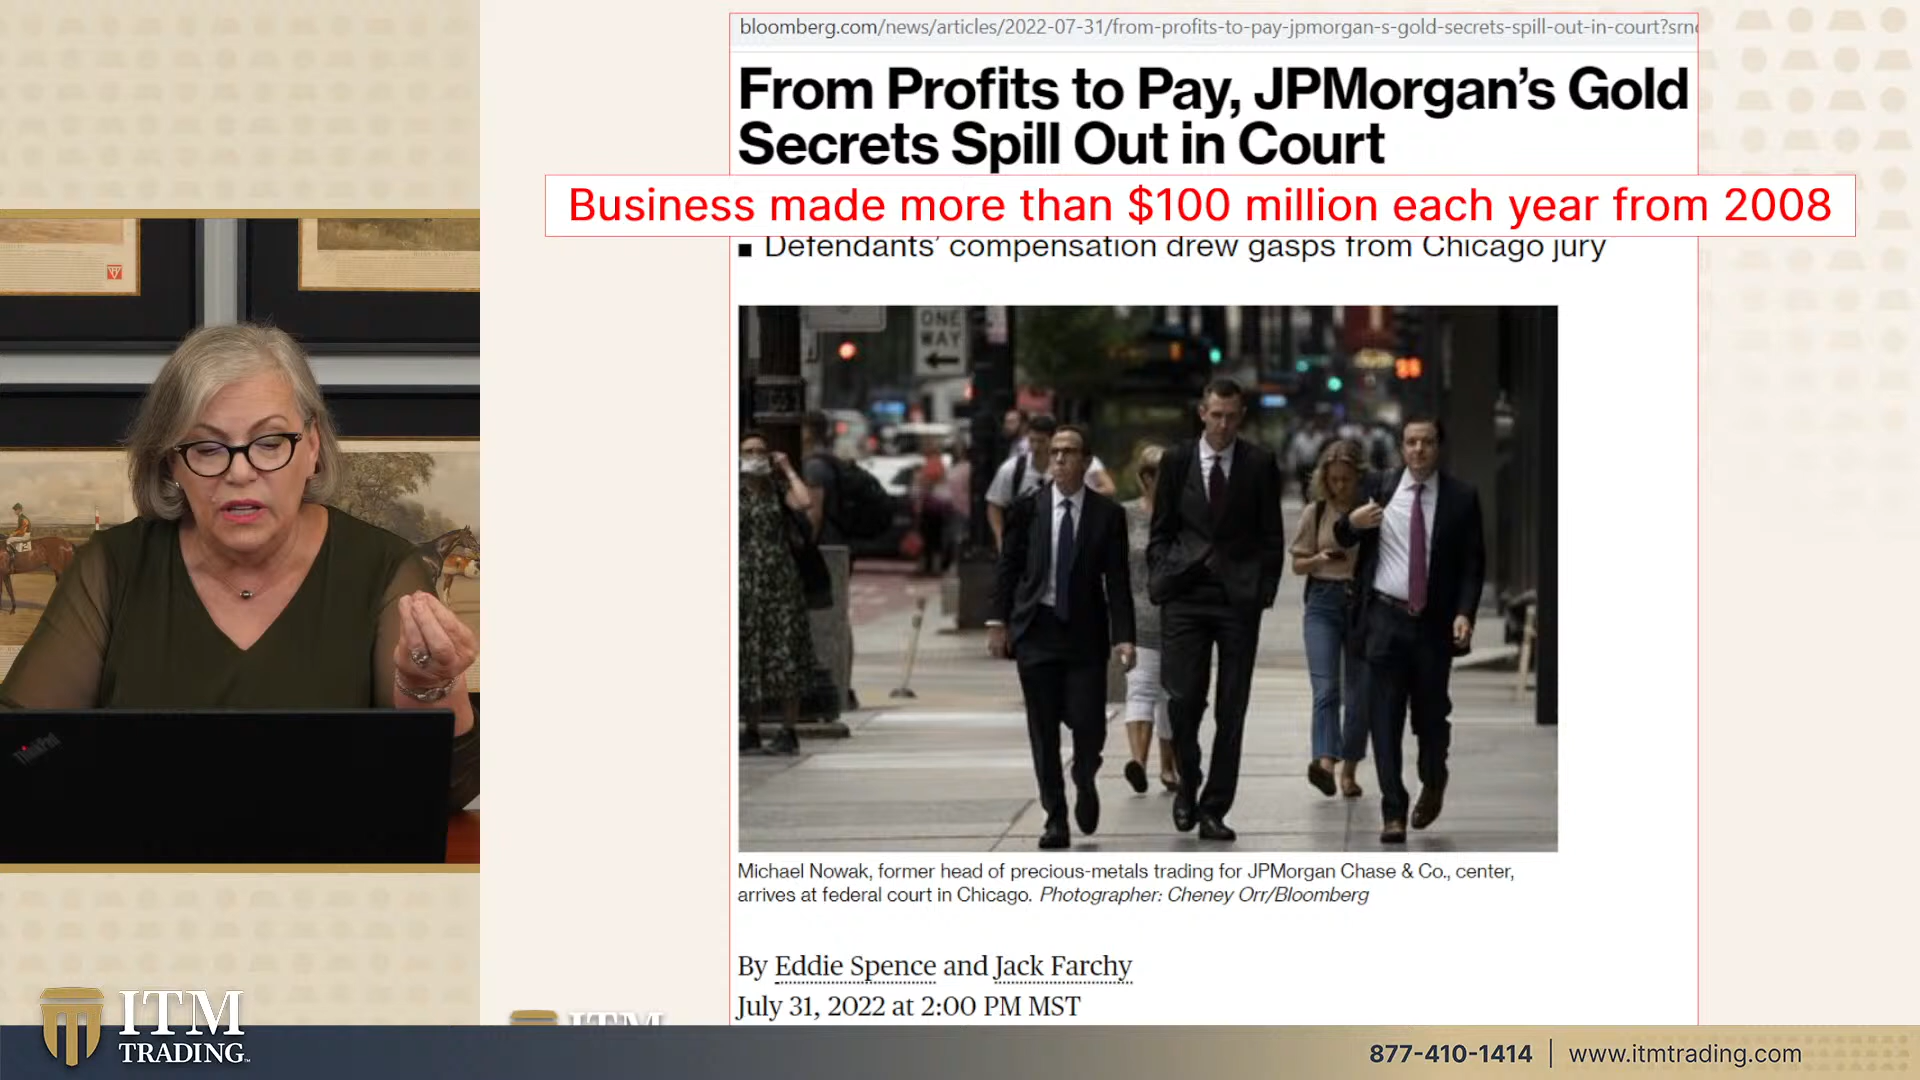 bloomberg.com/news/articles/2022-07-31/from-profits-to-pay-jpmorgan-s-gold-secrets-spill-out-in-court?srn
From Profits to Pay, JPMorgan's Gold
Secrets Spill Out in Court
Business made more than $100 million each year from 2008
■ Defendants' compensation drew gasps from Chicago jury
ONE
WAY
ThinkPad
Michael Nowak, former head of precious-metals trading for JPMorgan Chase & Co., center,
arrives at federal court in Chicago. Photographer: Cheney Orr/Bloomberg
By Eddie Spence and Jack Farchy
July 31, 2022 at 2:00 PM MST
ITM
TRADING
ITM
877-410-1414 | www.itmtrading.com